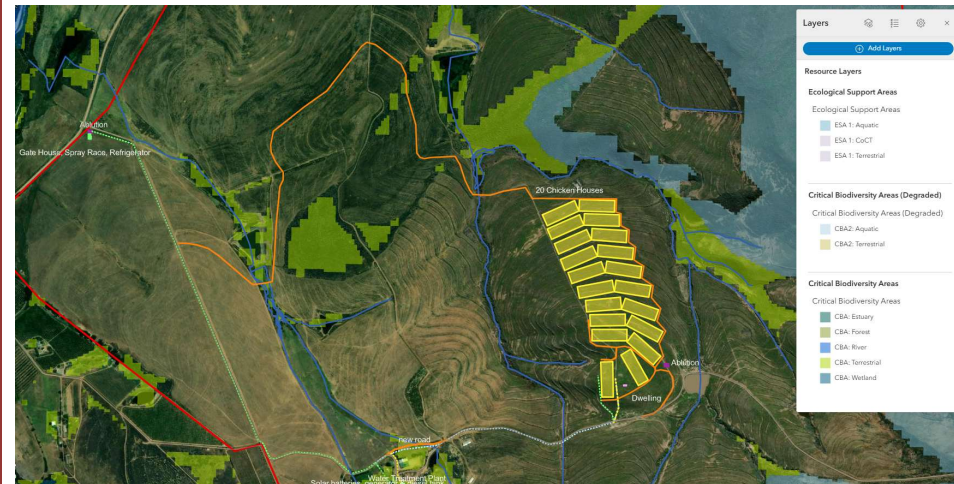 Layers
Add Layers
Resource Layers
Ecological Support Areas
Ecological Support Areas
ESA 1: Aquatic
ESA 1: CoCT
ESA 1: Terrestrial
Critical Biodiversity Areas (Degraded)
Critical Biodiversity Areas (Degraded)
CBA2: Aquatic
CBA2: Terrestrial
Critical Biodiversity Areas
Critical Biodiversity Areas
CBA: Estuary
CBA: Forest
CBA: River
CBA: Terrestrial
CBA: Wetland
Ablution
Gate House, Spray Race, Refrigerator
20 Chicken Houses
Ablution
Dwelling
new road
Water Treatment Plant
Solar batteries, generator